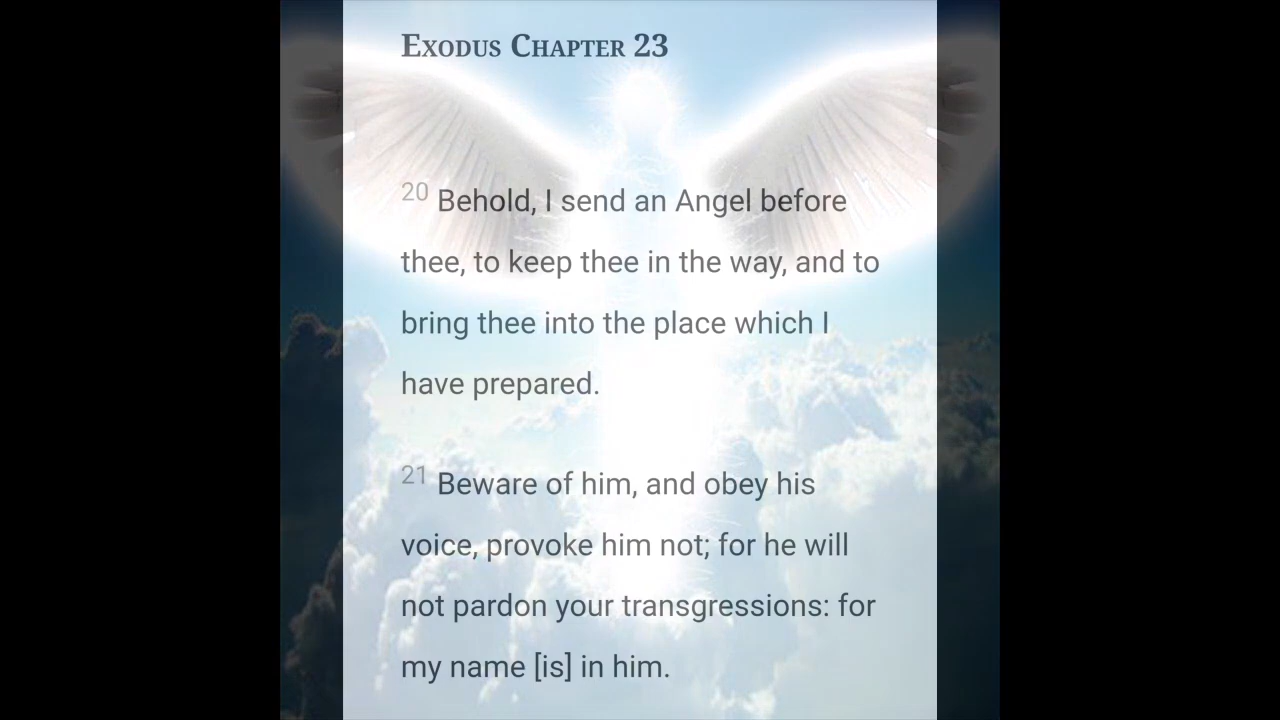 Exodus Chapter 23
20 Behold, I send an Angel before
thee, to keep thee in the way, and to
bring thee into the place which I
have prepared.
21 Beware of him, and obey his
voice, provoke him not; for he will
not pardon your transgressions: for
my name [is] in him.